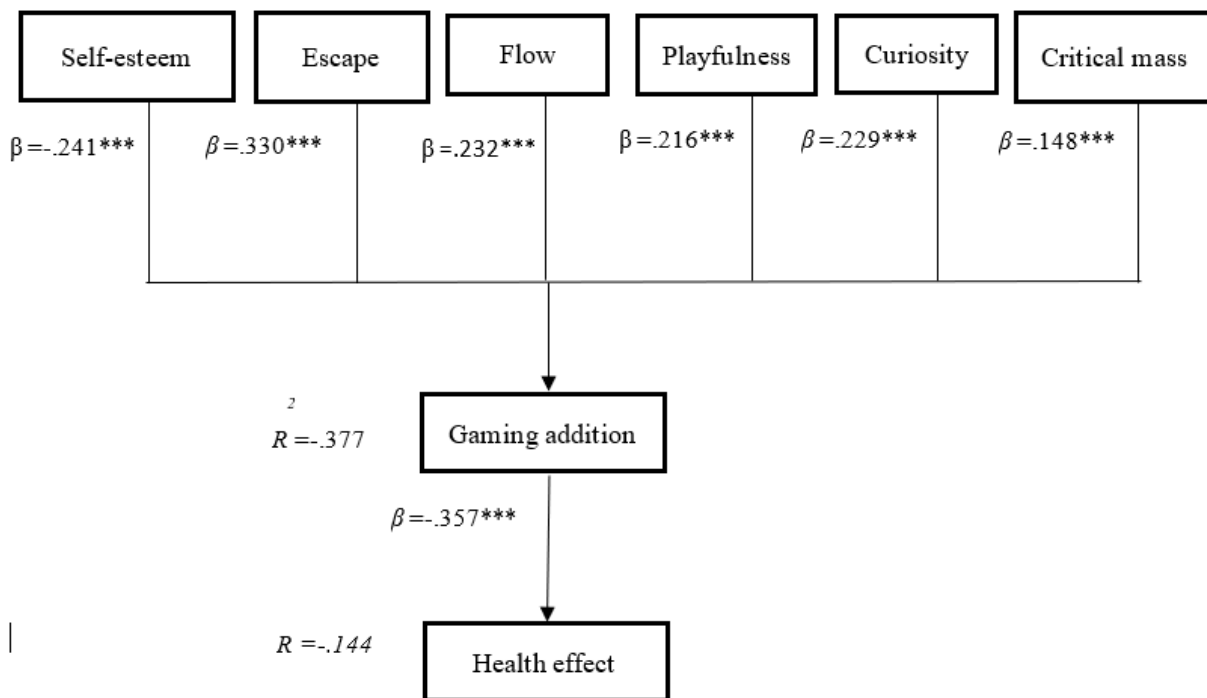 Self-esteem
Escape
Flow
Playfulness
Curiosity
Critical mass
β=-.241***
β=.330***
β=.232***
β=.216***
β=.229***
β=.148***
2
R =-.377
Gaming addition
β=-.357***
R =-.144
Health effect